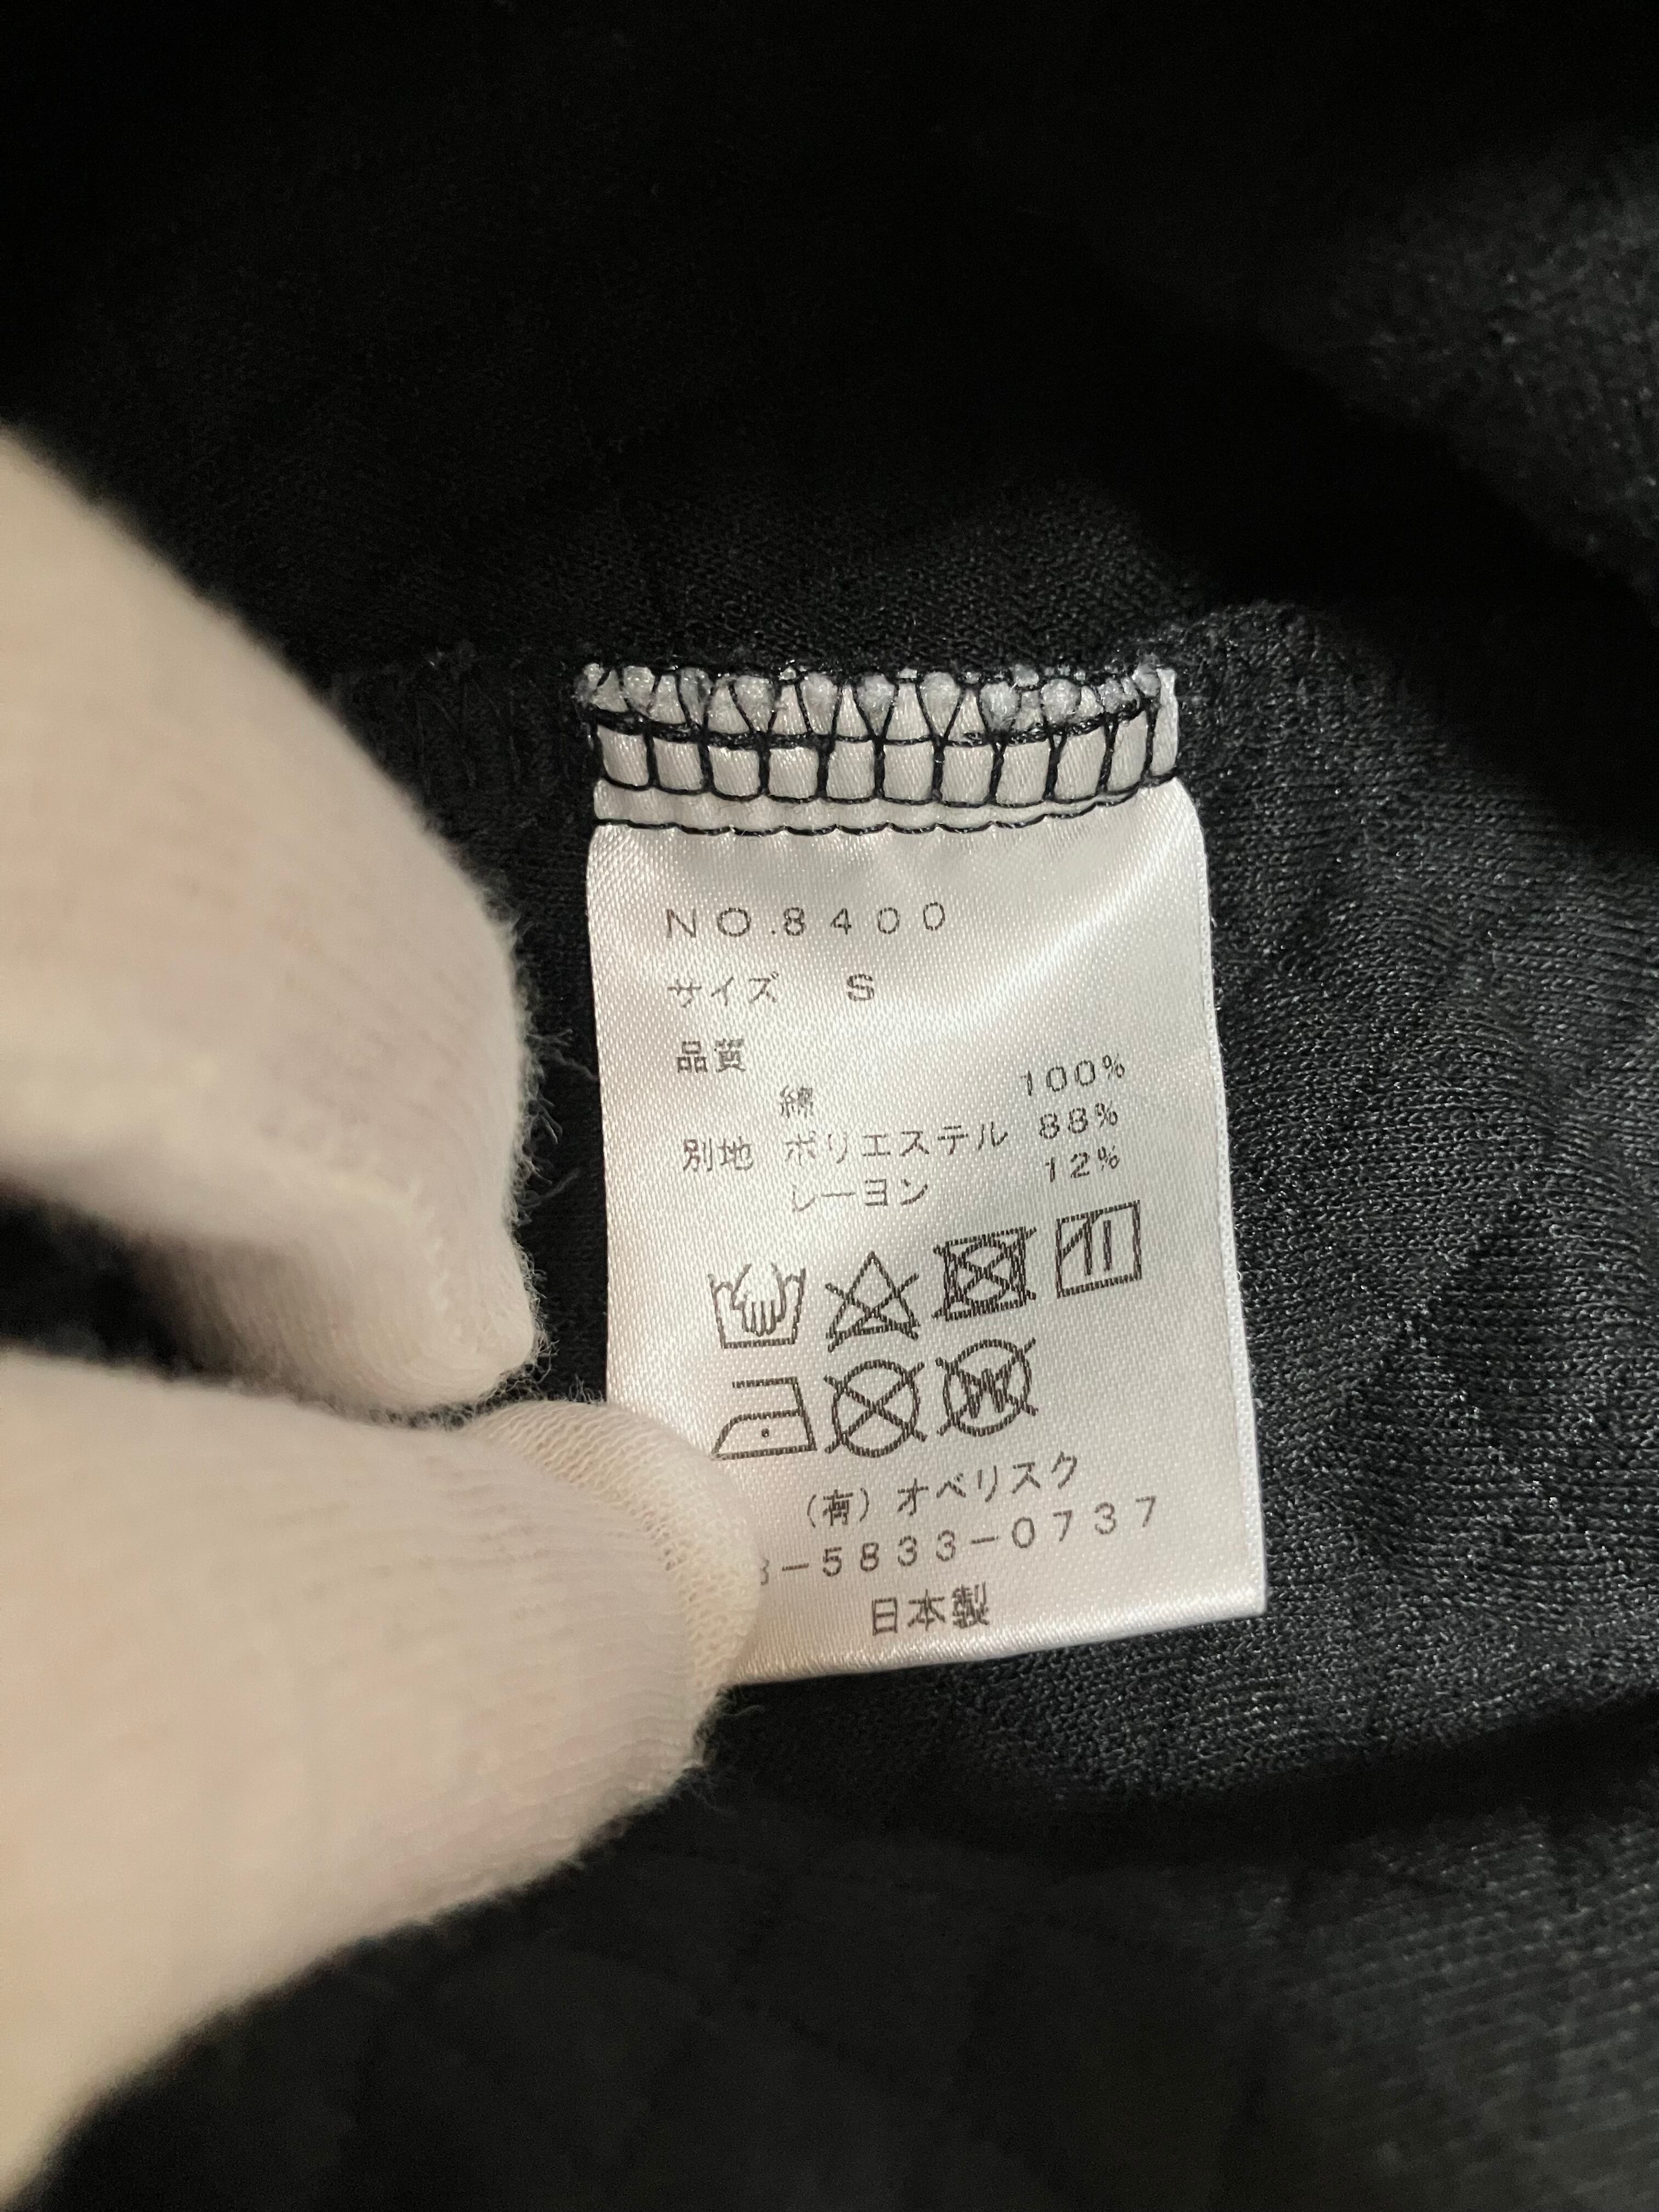 NO.8400
サイズ S
品質
綿 100%
別地 ポリエステル 88%
レーヨン 12%
(有)オベリスク
3-5833-0737
日本製